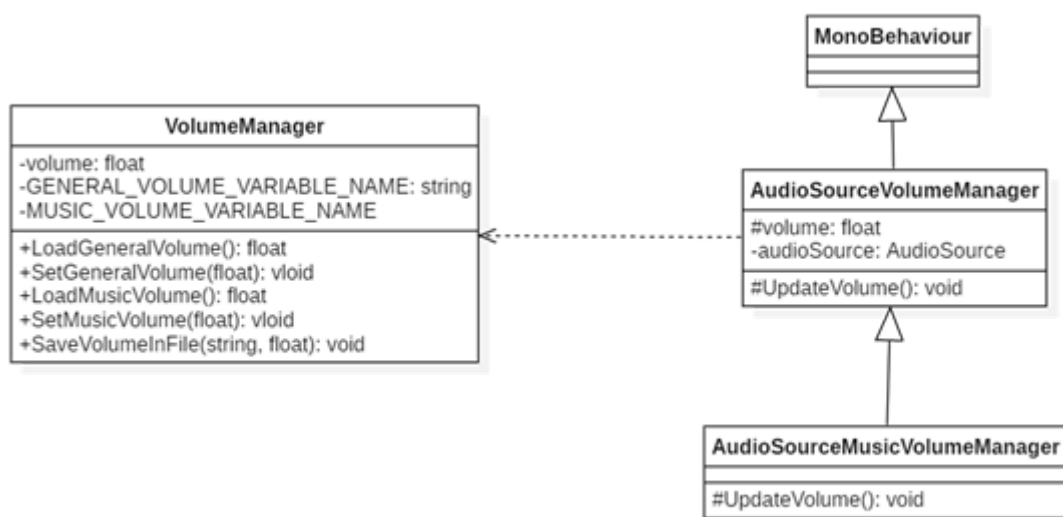 MonoBehaviour
VolumeManager
-volume: float
-GENERAL_VOLUME_VARIABLE_NAME: string
-MUSIC_VOLUME_VARIABLE_NAME
+LoadGeneralVolume(): float
+SetGeneralVolume(float): vloid
+LoadMusicVolume(): float
+SetMusicVolume(float): vloid
+SaveVolumeInFile(string, float): void
AudioSourceVolumeManager
#volume: float
-audioSource: AudioSource
#UpdateVolume(): void
AudioSourceMusicVolumeManager
#UpdateVolume(): void